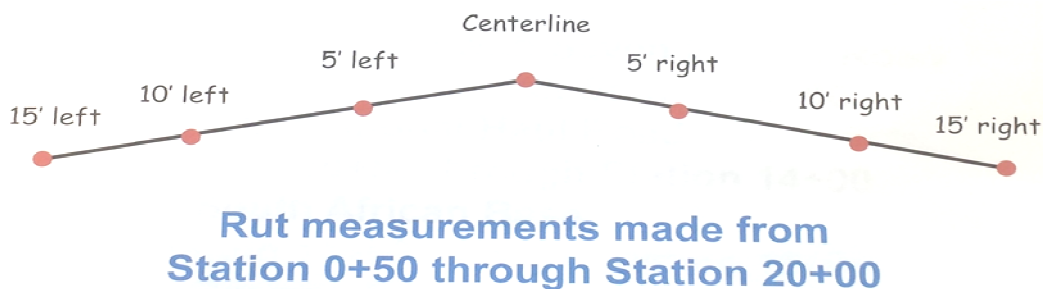 Centerline
5' left
5' right
10' left
10' right
15' left
15' right
Rut measurements made from
Station 0+50 through Station 20+00